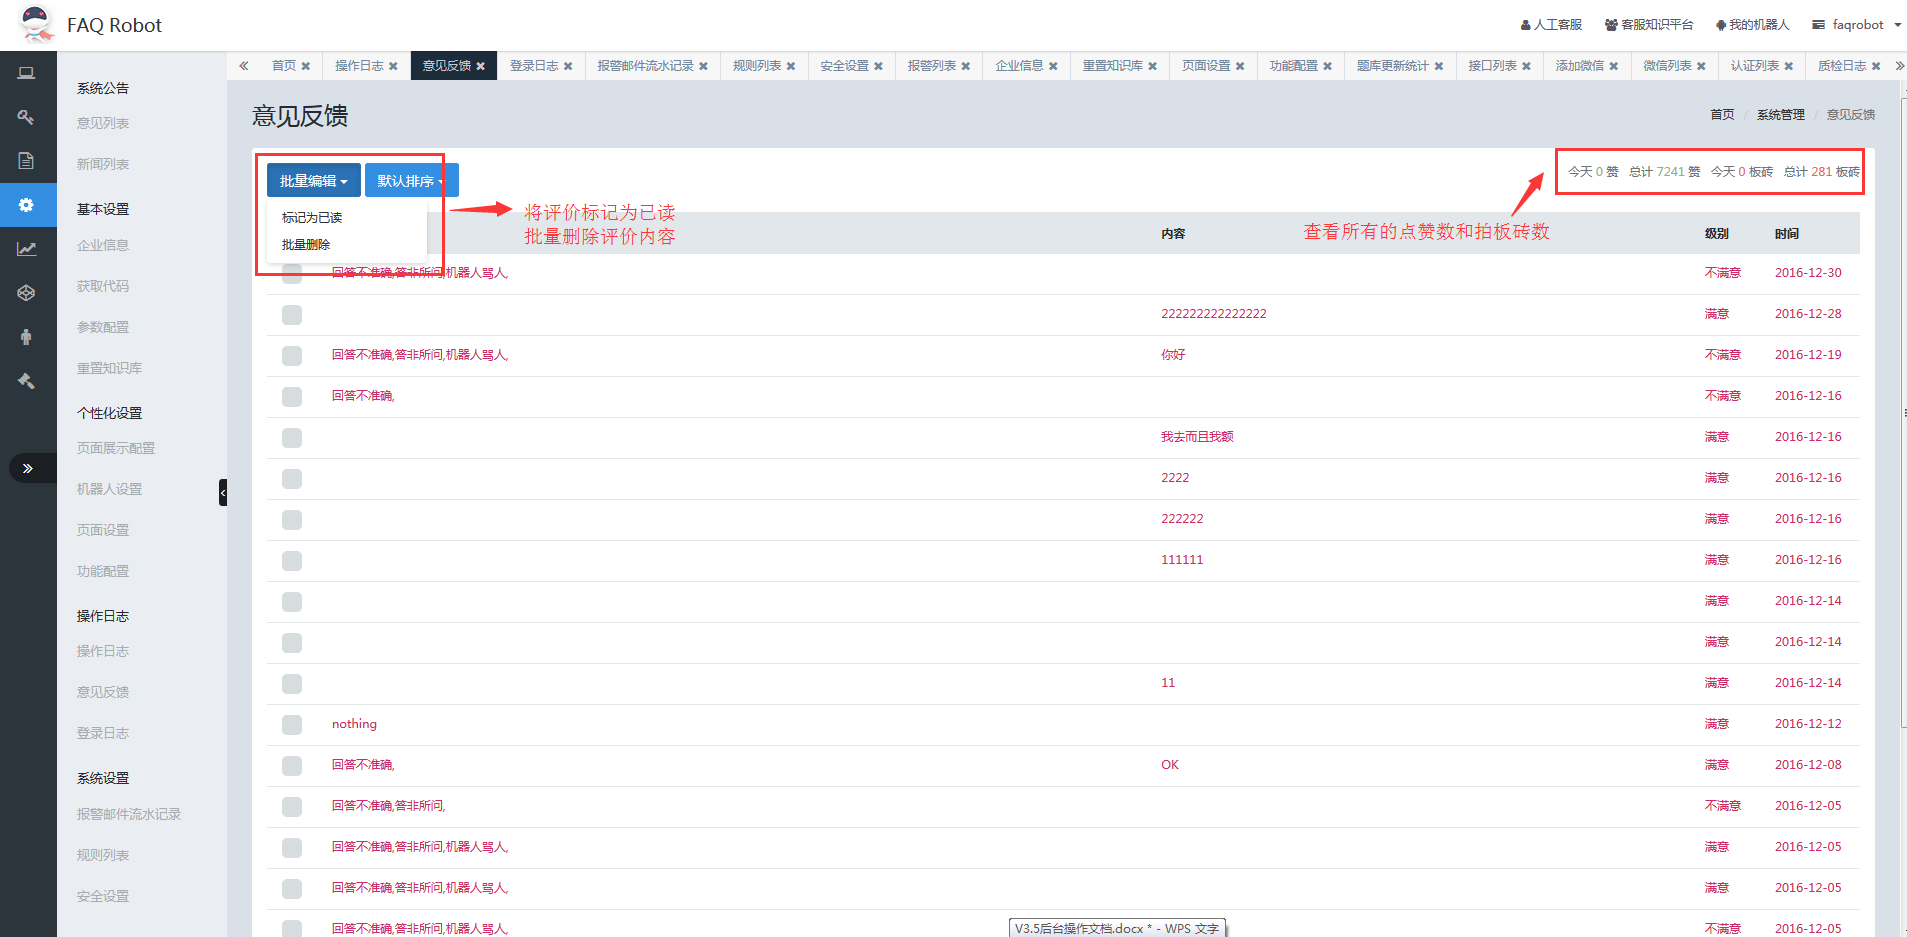 FAQ Robot
人工客服 客服知识平台 我的机器人 faqrobot
首页 操作日志 意见反馈 登录日志 报警邮件流水记录 规则列表 安全设置 报警列表 企业信息 重置知识库 页面设置 功能配置 题库更新统计 接口列表 添加微信 微信列表 认证列表 质检日志
系统公告
意见列表
新闻列表
基本设置
企业信息
获取代码
参数配置
重置知识库
个性化设置
页面展示配置
机器人设置
页面设置
功能配置
操作日志
操作日志
意见反馈
登录日志
系统设置
报警邮件流水记录
规则列表
安全设置
意见反馈
首页 / 系统管理 / 意见反馈
批量编辑 默认排序
今天 0 赞 总计 7241 赞 今天 0 板砖 总计 281 板砖
标记为已读
批量删除
将评价标记为已读
批量删除评价内容
查看所有的点赞数和拍板砖数
内容 级别 时间
回答不准确,答非所问,机器人骂人, 不满意 2016-12-30
222222222222222 满意 2016-12-28
回答不准确,答非所问,机器人骂人, 你好 不满意 2016-12-19
回答不准确, 不满意 2016-12-16
我去而且我额 满意 2016-12-16
2222 满意 2016-12-16
222222 满意 2016-12-16
111111 满意 2016-12-16
满意 2016-12-14
满意 2016-12-14
11 满意 2016-12-14
nothing 满意 2016-12-12
回答不准确, OK 满意 2016-12-08
回答不准确,答非所问, 不满意 2016-12-05
回答不准确,答非所问,机器人骂人, 满意 2016-12-05
回答不准确,答非所问,机器人骂人, 满意 2016-12-05
回答不准确,答非所问,机器人骂人, 不满意 2016-12-05
V3.5后台操作文档.docx * - WPS 文字